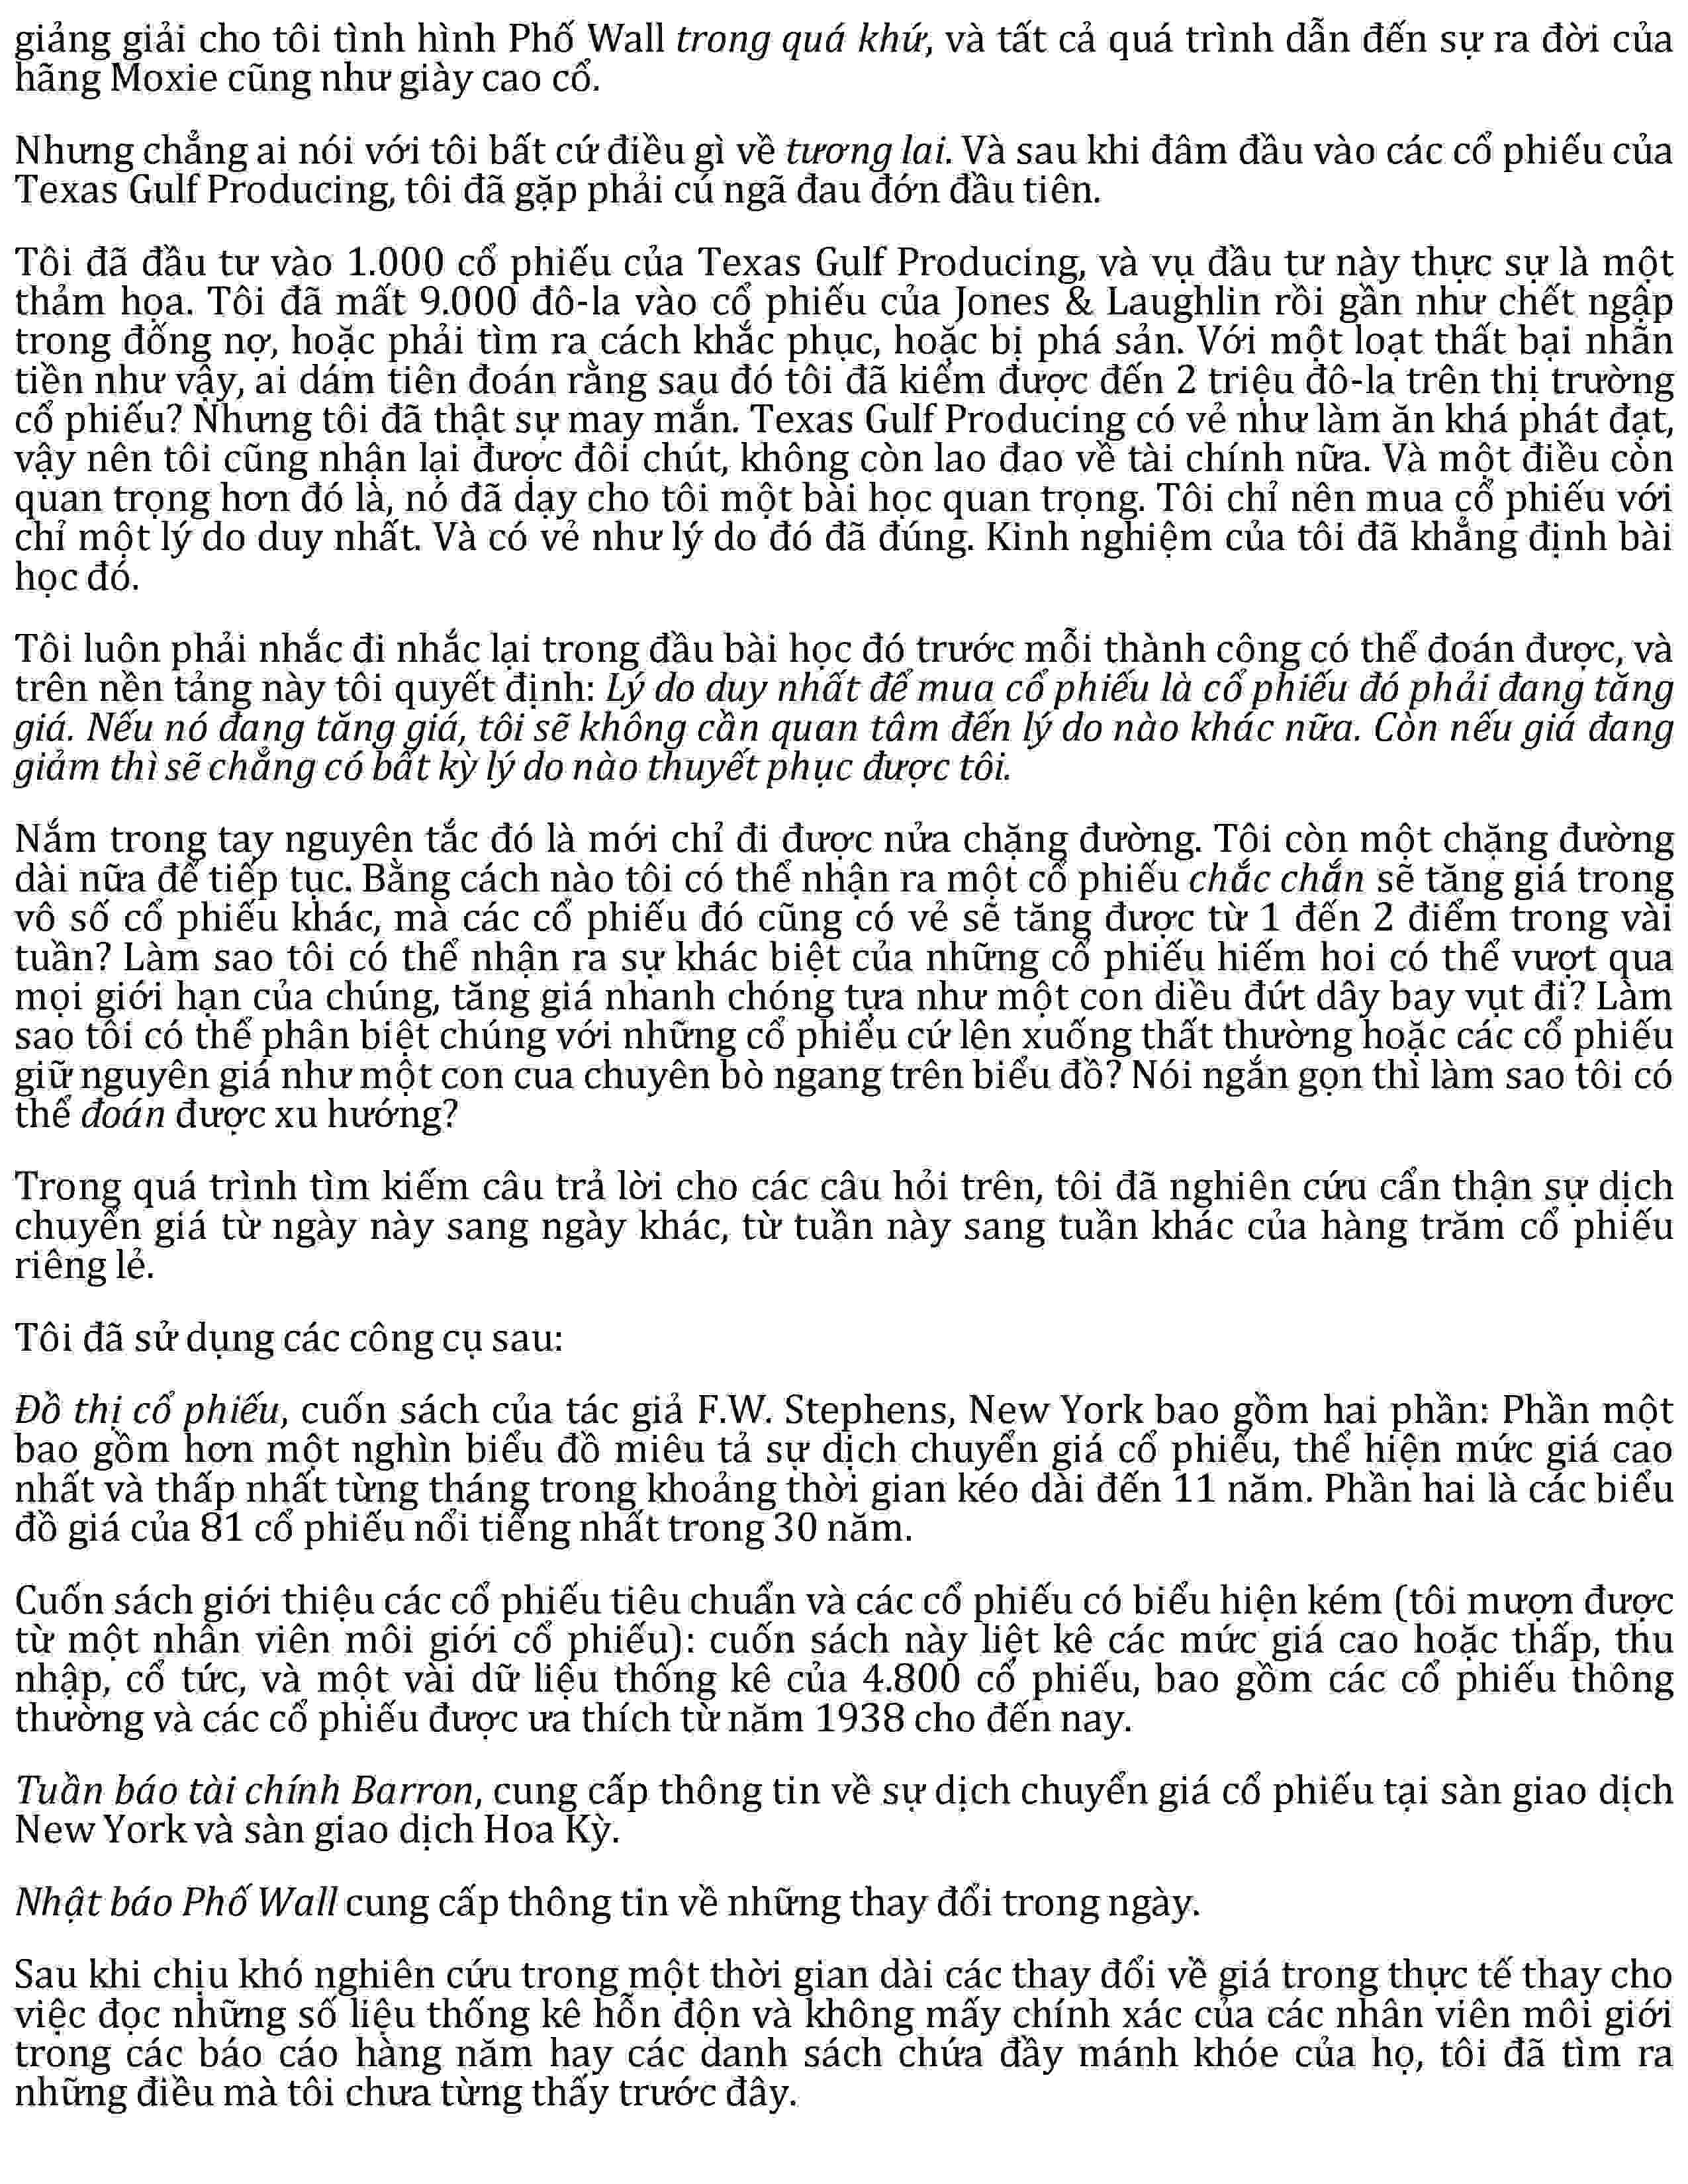 giảng giải cho tôi tình hình Phố Wall trong quá khứ, và tất cả quá trình dẫn đến sự ra đời của
hãng Moxie cũng như giày cao cổ.
Nhưng chẳng ai nói với tôi bất cứ điều gì về tương lai. Và sau khi đâm đầu vào các cổ phiếu của
Texas Gulf Producing, tôi đã gặp phải cú ngã đau đớn đầu tiên.
Tôi đã đầu tư vào 1.000 cổ phiếu của Texas Gulf Producing, và vụ đầu tư này thực sự là một
thảm họa. Tôi đã mất 9.000 đô-la vào cổ phiếu của Jones & Laughlin rồi gần như chết ngập
trong đống nợ, hoặc phải tìm ra cách khắc phục, hoặc bị phá sản. Với một loạt thất bại nhãn
tiền như vậy, ai dám tiên đoán rằng sau đó tôi đã kiếm được đến 2 triệu đô-la trên thị trường
cổ phiếu? Nhưng tôi đã thật sự may mắn. Texas Gulf Producing có vẻ như làm ăn khá phát đạt,
vậy nên tôi cũng nhận lại được đôi chút, không còn lao đao về tài chính nữa. Và một điều còn
quan trọng hơn đó là, nó đã dạy cho tôi một bài học quan trọng. Tôi chỉ nên mua cổ phiếu với
chỉ một lý do duy nhất. Và có vẻ như lý do đó đã đúng. Kinh nghiệm của tôi đã khẳng định bài
học đó.
Tôi luôn phải nhắc đi nhắc lại trong đầu bài học đó trước mỗi thành công có thể đoán được, và
trên nền tảng này tôi quyết định: Lý do duy nhất để mua cổ phiếu là cổ phiếu đó phải đang tăng
giá. Nếu nó đang tăng giá, tôi sẽ không cần quan tâm đến lý do nào khác nữa. Còn nếu giá đang
giảm thì sẽ chẳng có bất kỳ lý do nào thuyết phục được tôi.
Nắm trong tay nguyên tắc đó là mới chỉ đi được nửa chặng đường. Tôi còn một chặng đường
dài nữa để tiếp tục. Bằng cách nào tôi có thể nhận ra một cổ phiếu chắc chắn sẽ tăng giá trong
vô số cổ phiếu khác, mà các cổ phiếu đó cũng có vẻ sẽ tăng được từ 1 đến 2 điểm trong vài
tuần? Làm sao tôi có thể nhận ra sự khác biệt của những cổ phiếu hiếm hoi có thể vượt qua
mọi giới hạn của chúng, tăng giá nhanh chóng tựa như một con diều đứt dây bay vụt đi? Làm
sao tôi có thể phân biệt chúng với những cổ phiếu cứ lên xuống thất thường hoặc các cổ phiếu
giữ nguyên giá như một con cua chuyên bò ngang trên biểu đồ? Nói ngắn gọn thì làm sao tôi có
thể đoán được xu hướng?
Trong quá trình tìm kiếm câu trả lời cho các câu hỏi trên, tôi đã nghiên cứu cẩn thận sự dịch
chuyển giá từ ngày này sang ngày khác, từ tuần này sang tuần khác của hàng trăm cổ phiếu
riêng lẻ.
Tôi đã sử dụng các công cụ sau:
Đồ thị cổ phiếu, cuốn sách của tác giả F.W. Stephens, New York bao gồm hai phần: Phần một
bao gồm hơn một nghìn biểu đồ miêu tả sự dịch chuyển giá cổ phiếu, thể hiện mức giá cao
nhất và thấp nhất từng tháng trong khoảng thời gian kéo dài đến 11 năm. Phần hai là các biểu
đồ giá của 81 cổ phiếu nổi tiếng nhất trong 30 năm.
Cuốn sách giới thiệu các cổ phiếu tiêu chuẩn và các cổ phiếu có biểu hiện kém (tôi mượn được
từ một nhân viên môi giới cổ phiếu): cuốn sách này liệt kê các mức giá cao hoặc thấp, thu
nhập, cổ tức, và một vài dữ liệu thống kê của 4.800 cổ phiếu, bao gồm các cổ phiếu thông
thường và các cổ phiếu được ưa thích từ năm 1938 cho đến nay.
Tuần báo tài chính Barron, cung cấp thông tin về sự dịch chuyển giá cổ phiếu tại sàn giao dịch
New York và sàn giao dịch Hoa Kỳ.
Nhật báo Phố Wall cung cấp thông tin về những thay đổi trong ngày.
Sau khi chịu khó nghiên cứu trong một thời gian dài các thay đổi về giá trong thực tế thay cho
việc đọc những số liệu thống kê hỗn độn và không mấy chính xác của các nhân viên môi giới
trong các báo cáo hàng năm hay các danh sách chứa đầy mánh khóe của họ, tôi đã tìm ra
những điều mà tôi chưa từng thấy trước đây.